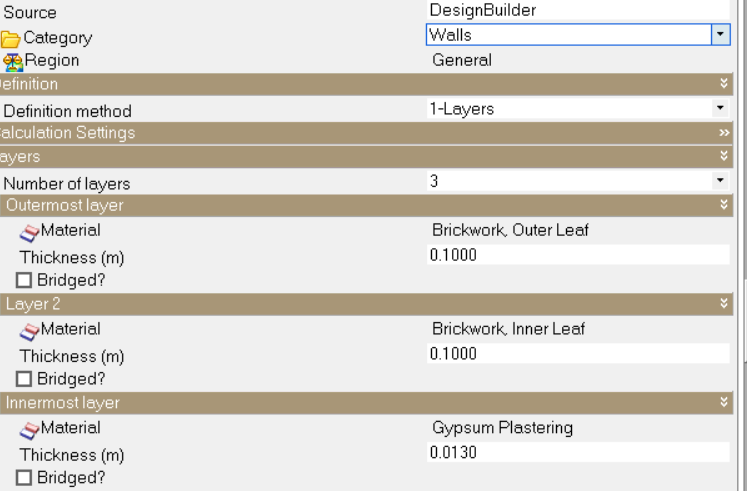 Source DesignBuilder
Category Walls
Region General
efinition
Definition method 1-Layers
alculation Settings
ayers
Number of layers 3
Outermost layer
Material Brickwork, Outer Leaf
Thickness (m) 0.1000
Bridged?
Layer 2
Material Brickwork, Inner Leaf
Thickness (m) 0.1000
Bridged?
Innermost layer
Material Gypsum Plastering
Thickness (m) 0.0130
Bridged?